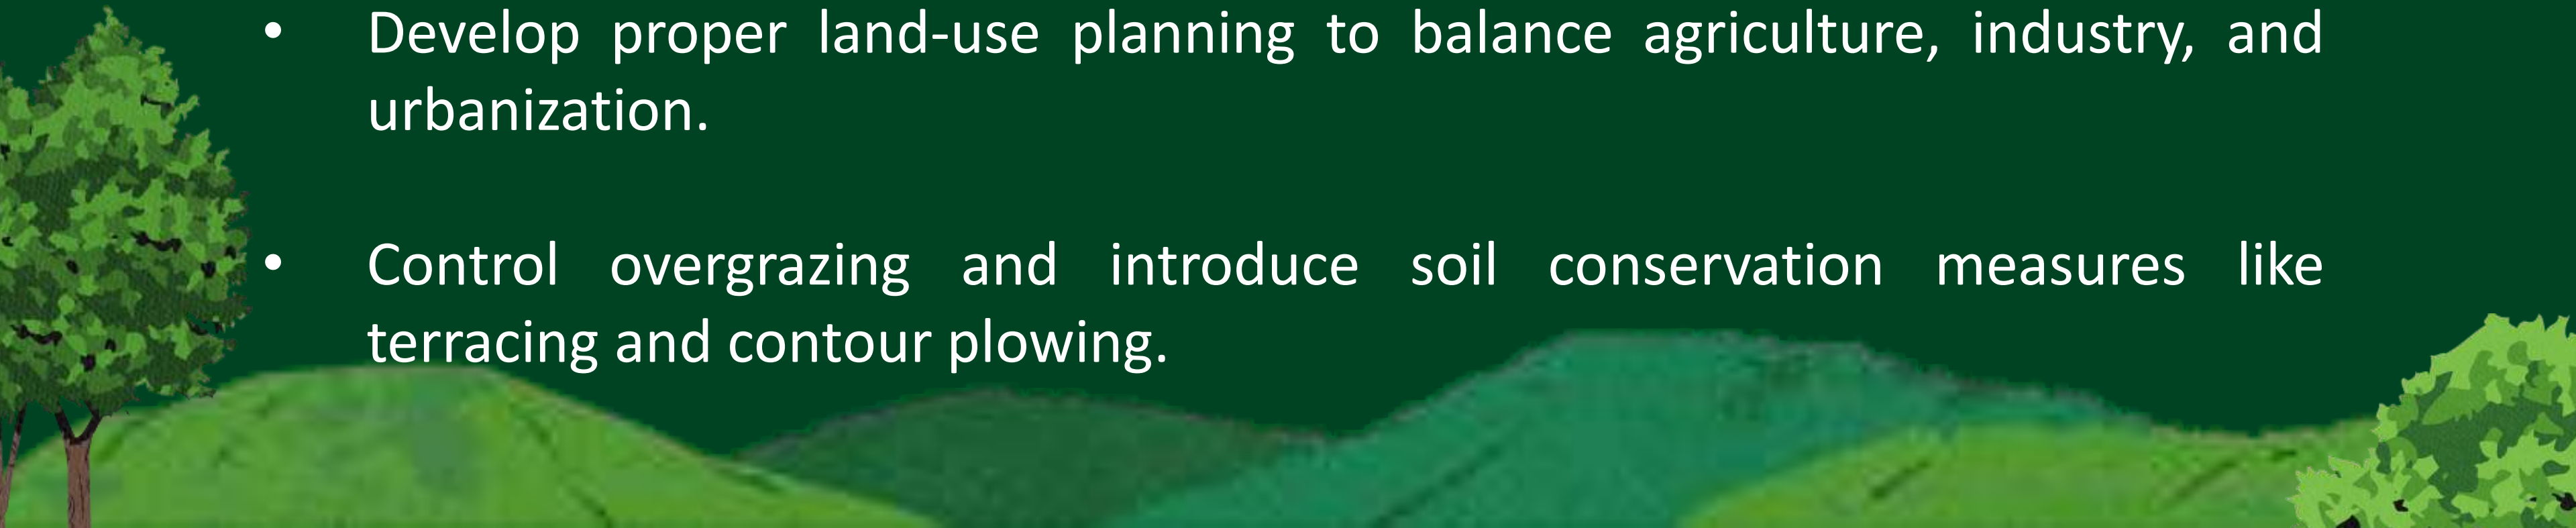 • Develop proper land-use planning to balance agriculture, industry, and
urbanization.
• Control overgrazing and introduce soil conservation measures like
terracing and contour plowing.